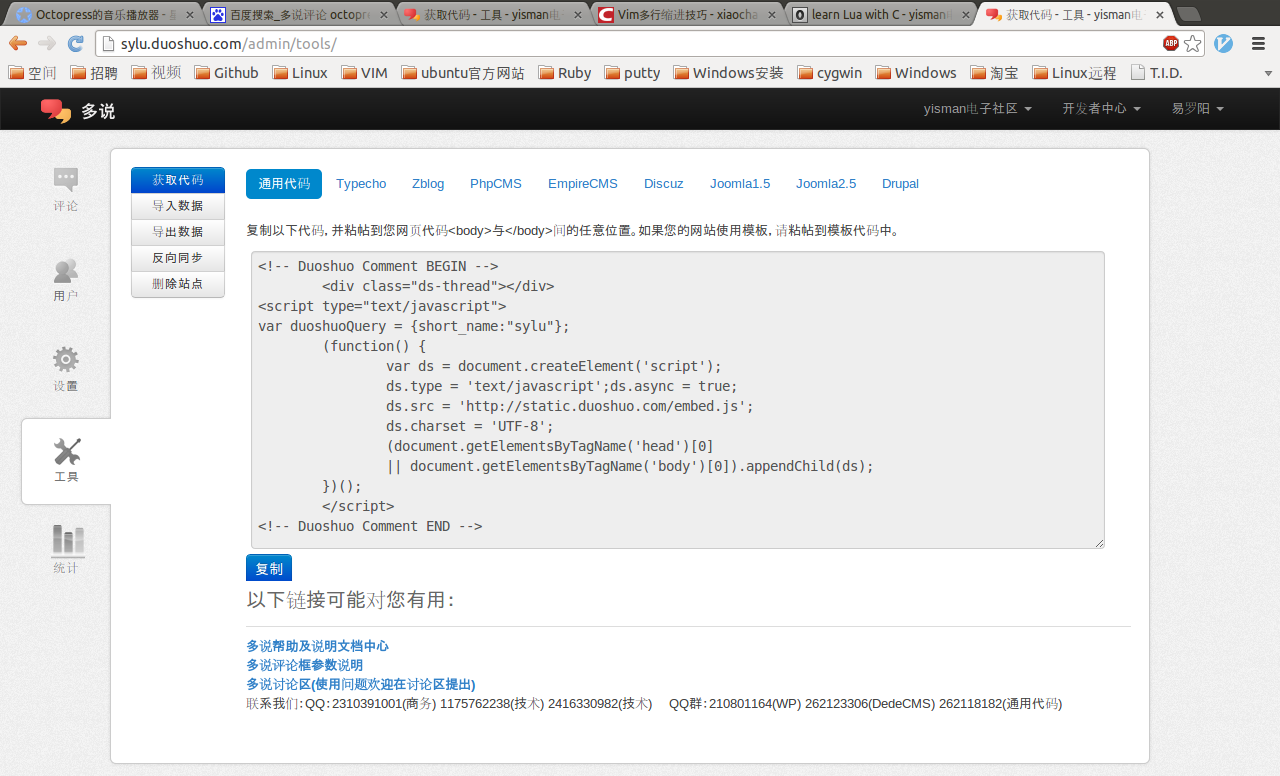 Octopress的音乐播放器 -
百度搜索_多说评论 octopre
获取代码 - 工具 - yisman电
Vim多行缩进技巧 - xiaocha
learn Lua with C - yisman电
获取代码 - 工具 - yisman电
sylu.duoshuo.com/admin/tools/
ABP
空间 招聘 视频 Github Linux VIM ubuntu官方网站 Ruby putty Windows安装 cygwin Windows 淘宝 Linux远程 T.I.D.
多说 yisman电子社区 开发者中心 易罗阳
评论
用户
设置
工具
统计
获取代码
导入数据
导出数据
反向同步
删除站点
通用代码 Typecho Zblog PhpCMS EmpireCMS Discuz Joomla1.5 Joomla2.5 Drupal
复制以下代码，并粘帖到您网页代码<body>与</body>间的任意位置。如果您的网站使用模板，请粘帖到模板代码中。
<!-- Duoshuo Comment BEGIN -->
<div class="ds-thread"></div>
<script type="text/javascript">
var duoshuoQuery = {short_name:"sylu"};
(function() {
var ds = document.createElement('script');
ds.type = 'text/javascript';ds.async = true;
ds.src = 'http://static.duoshuo.com/embed.js';
ds.charset = 'UTF-8';
(document.getElementsByTagName('head')[0]
|| document.getElementsByTagName('body')[0]).appendChild(ds);
})();
</script>
<!-- Duoshuo Comment END -->
复制
以下链接可能对您有用：
多说帮助及说明文档中心
多说评论框参数说明
多说讨论区(使用问题欢迎在讨论区提出)
联系我们：QQ：2310391001(商务) 1175762238(技术) 2416330982(技术) QQ群：210801164(WP) 262123306(DedeCMS) 262118182(通用代码)